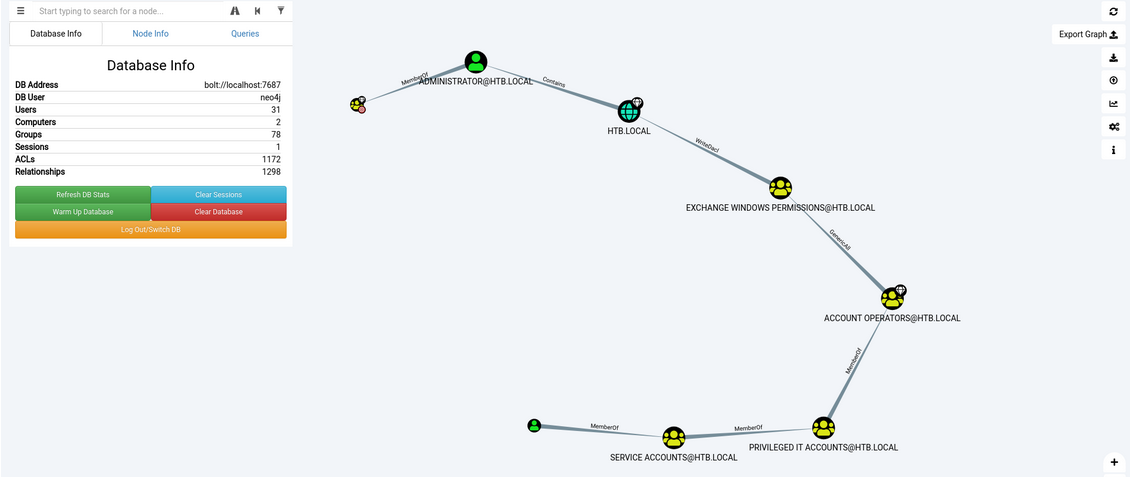 Start typing to search for a node...
Database Info Node Info Queries
Database Info
DB Address bolt://localhost:7687
DB User neo4j
Users 31
Computers 2
Groups 78
Sessions 1
ACLs 1172
Relationships 1298
Refresh DB Stats Clear Sessions
Warm Up Database Clear Database
Log Out/Switch DB
Export Graph
MemberOf
ADMINISTRATOR@HTB.LOCAL
Contains
HTB.LOCAL
WriteDacl
EXCHANGE WINDOWS PERMISSIONS@HTB.LOCAL
GenericAll
ACCOUNT OPERATORS@HTB.LOCAL
MemberOf
PRIVILEGED IT ACCOUNTS@HTB.LOCAL
MemberOf
SERVICE ACCOUNTS@HTB.LOCAL
MemberOf